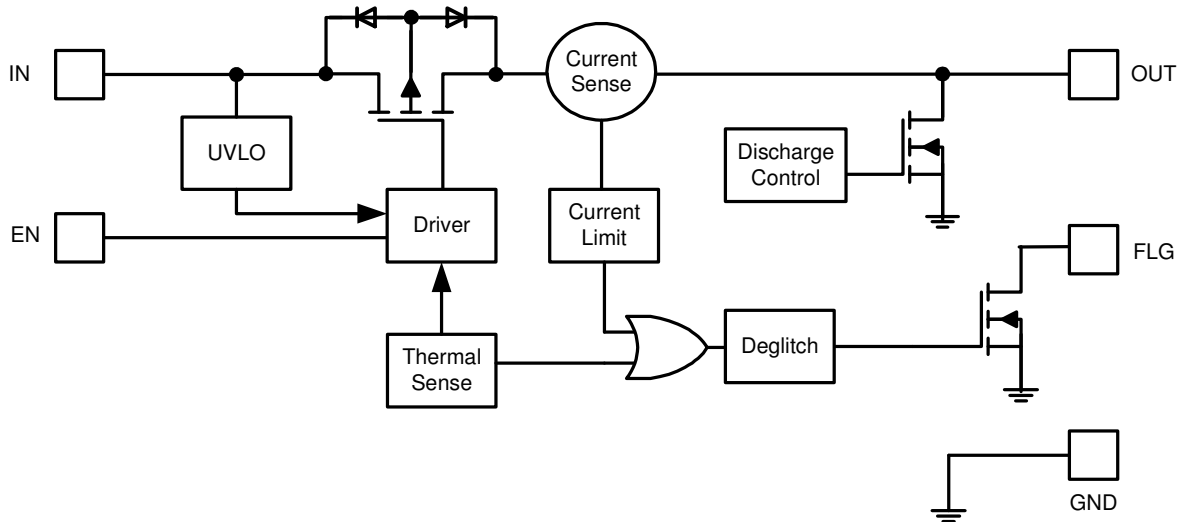 IN
Current
Sense
OUT
UVLO
Discharge
Control
EN
Driver
Current
Limit
FLG
Thermal
Sense
Deglitch
GND